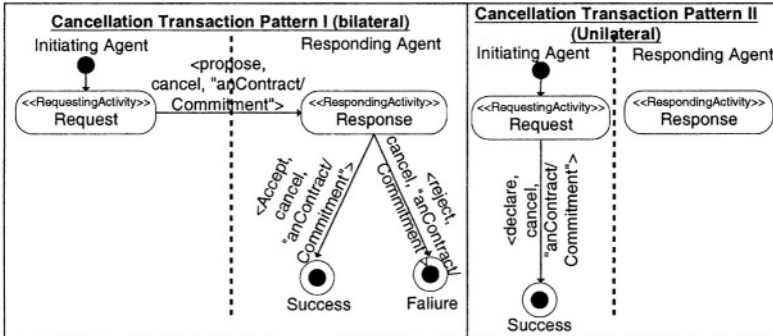 Cancellation Transaction Pattern I (bilateral)
Initiating Agent
Responding Agent
<propose,
cancel, "anContract/
Commitment">
<<RequestingActivity>>
Request
<<RespondingActivity>>
Response
<Accept,
cancel,
"anContract/
Commitment">
<reject,
cancel, "anContract/
Commitment
Success
Faliure
Cancellation Transaction Pattern II
(Unilateral)
Initiating Agent
Responding Agent
<<RequestingActivity>>
Request
<<RespondingActivity>>
Response
<declare,
cancel,
"anContract/
Commitment">
Success